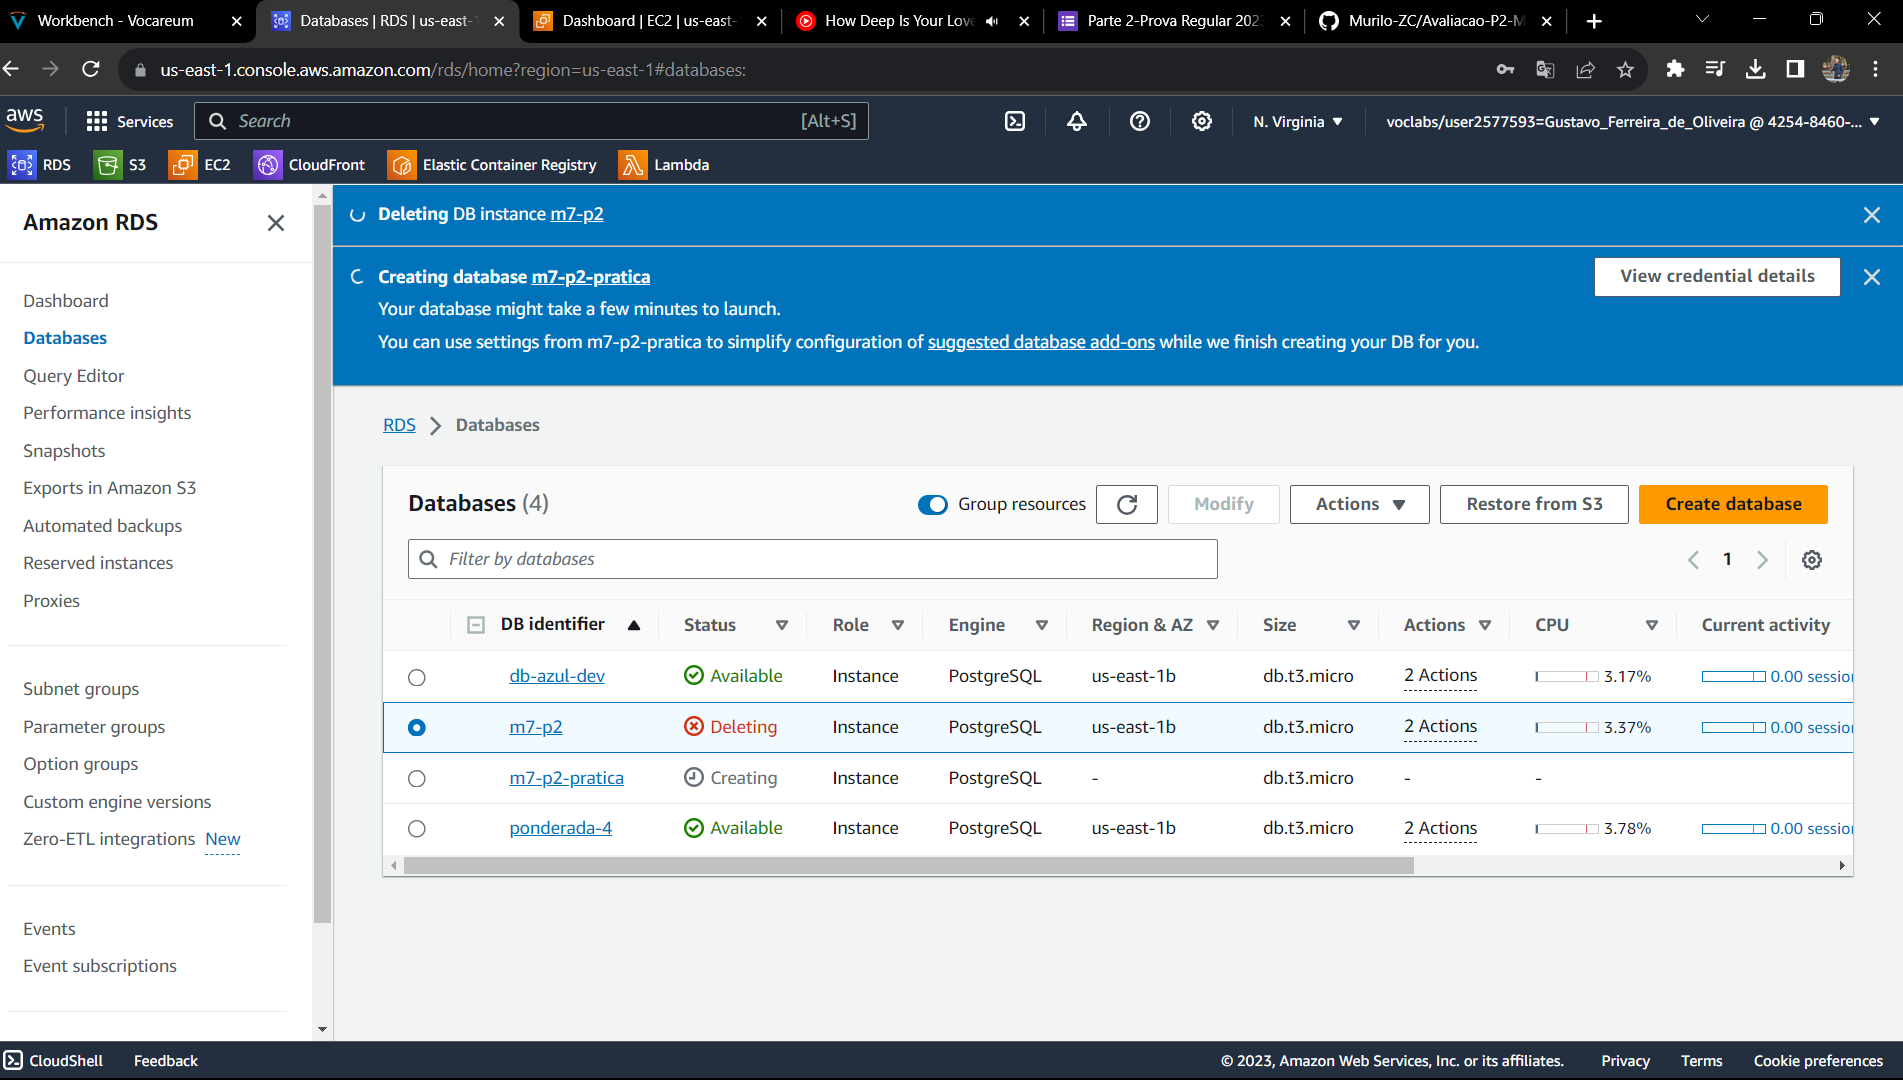 Workbench - Vocareum
Databases | RDS | us-east-1
Dashboard | EC2 | us-east-
How Deep Is Your Love
Parte 2-Prova Regular 2023
Murilo-ZC/Avaliacao-P2-M
us-east-1.console.aws.amazon.com/rds/home?region=us-east-1#databases:
aws
Services
Search
[Alt+S]
N. Virginia
voclabs/user2577593=Gustavo_Ferreira_de_Oliveira @ 4254-8460-...
RDS
S3
EC2
CloudFront
Elastic Container Registry
Lambda
Amazon RDS
Dashboard
Databases
Query Editor
Performance insights
Snapshots
Exports in Amazon S3
Automated backups
Reserved instances
Proxies
Subnet groups
Parameter groups
Option groups
Custom engine versions
Zero-ETL integrations New
Events
Event subscriptions
Deleting DB instance m7-p2
Creating database m7-p2-pratica
View credential details
Your database might take a few minutes to launch.
You can use settings from m7-p2-pratica to simplify configuration of suggested database add-ons while we finish creating your DB for you.
RDS > Databases
Databases (4)
Group resources
Modify
Actions
Restore from S3
Create database
Filter by databases
1
DB identifier Status Role Engine Region & AZ Size Actions CPU Current activity
db-azul-dev Available Instance PostgreSQL us-east-1b db.t3.micro 2 Actions 3.17% 0.00 session
m7-p2 Deleting Instance PostgreSQL us-east-1b db.t3.micro 2 Actions 3.37% 0.00 session
m7-p2-pratica Creating Instance PostgreSQL - db.t3.micro - -
ponderada-4 Available Instance PostgreSQL us-east-1b db.t3.micro 2 Actions 3.78% 0.00 session
CloudShell
Feedback
© 2023, Amazon Web Services, Inc. or its affiliates.
Privacy
Terms
Cookie preferences